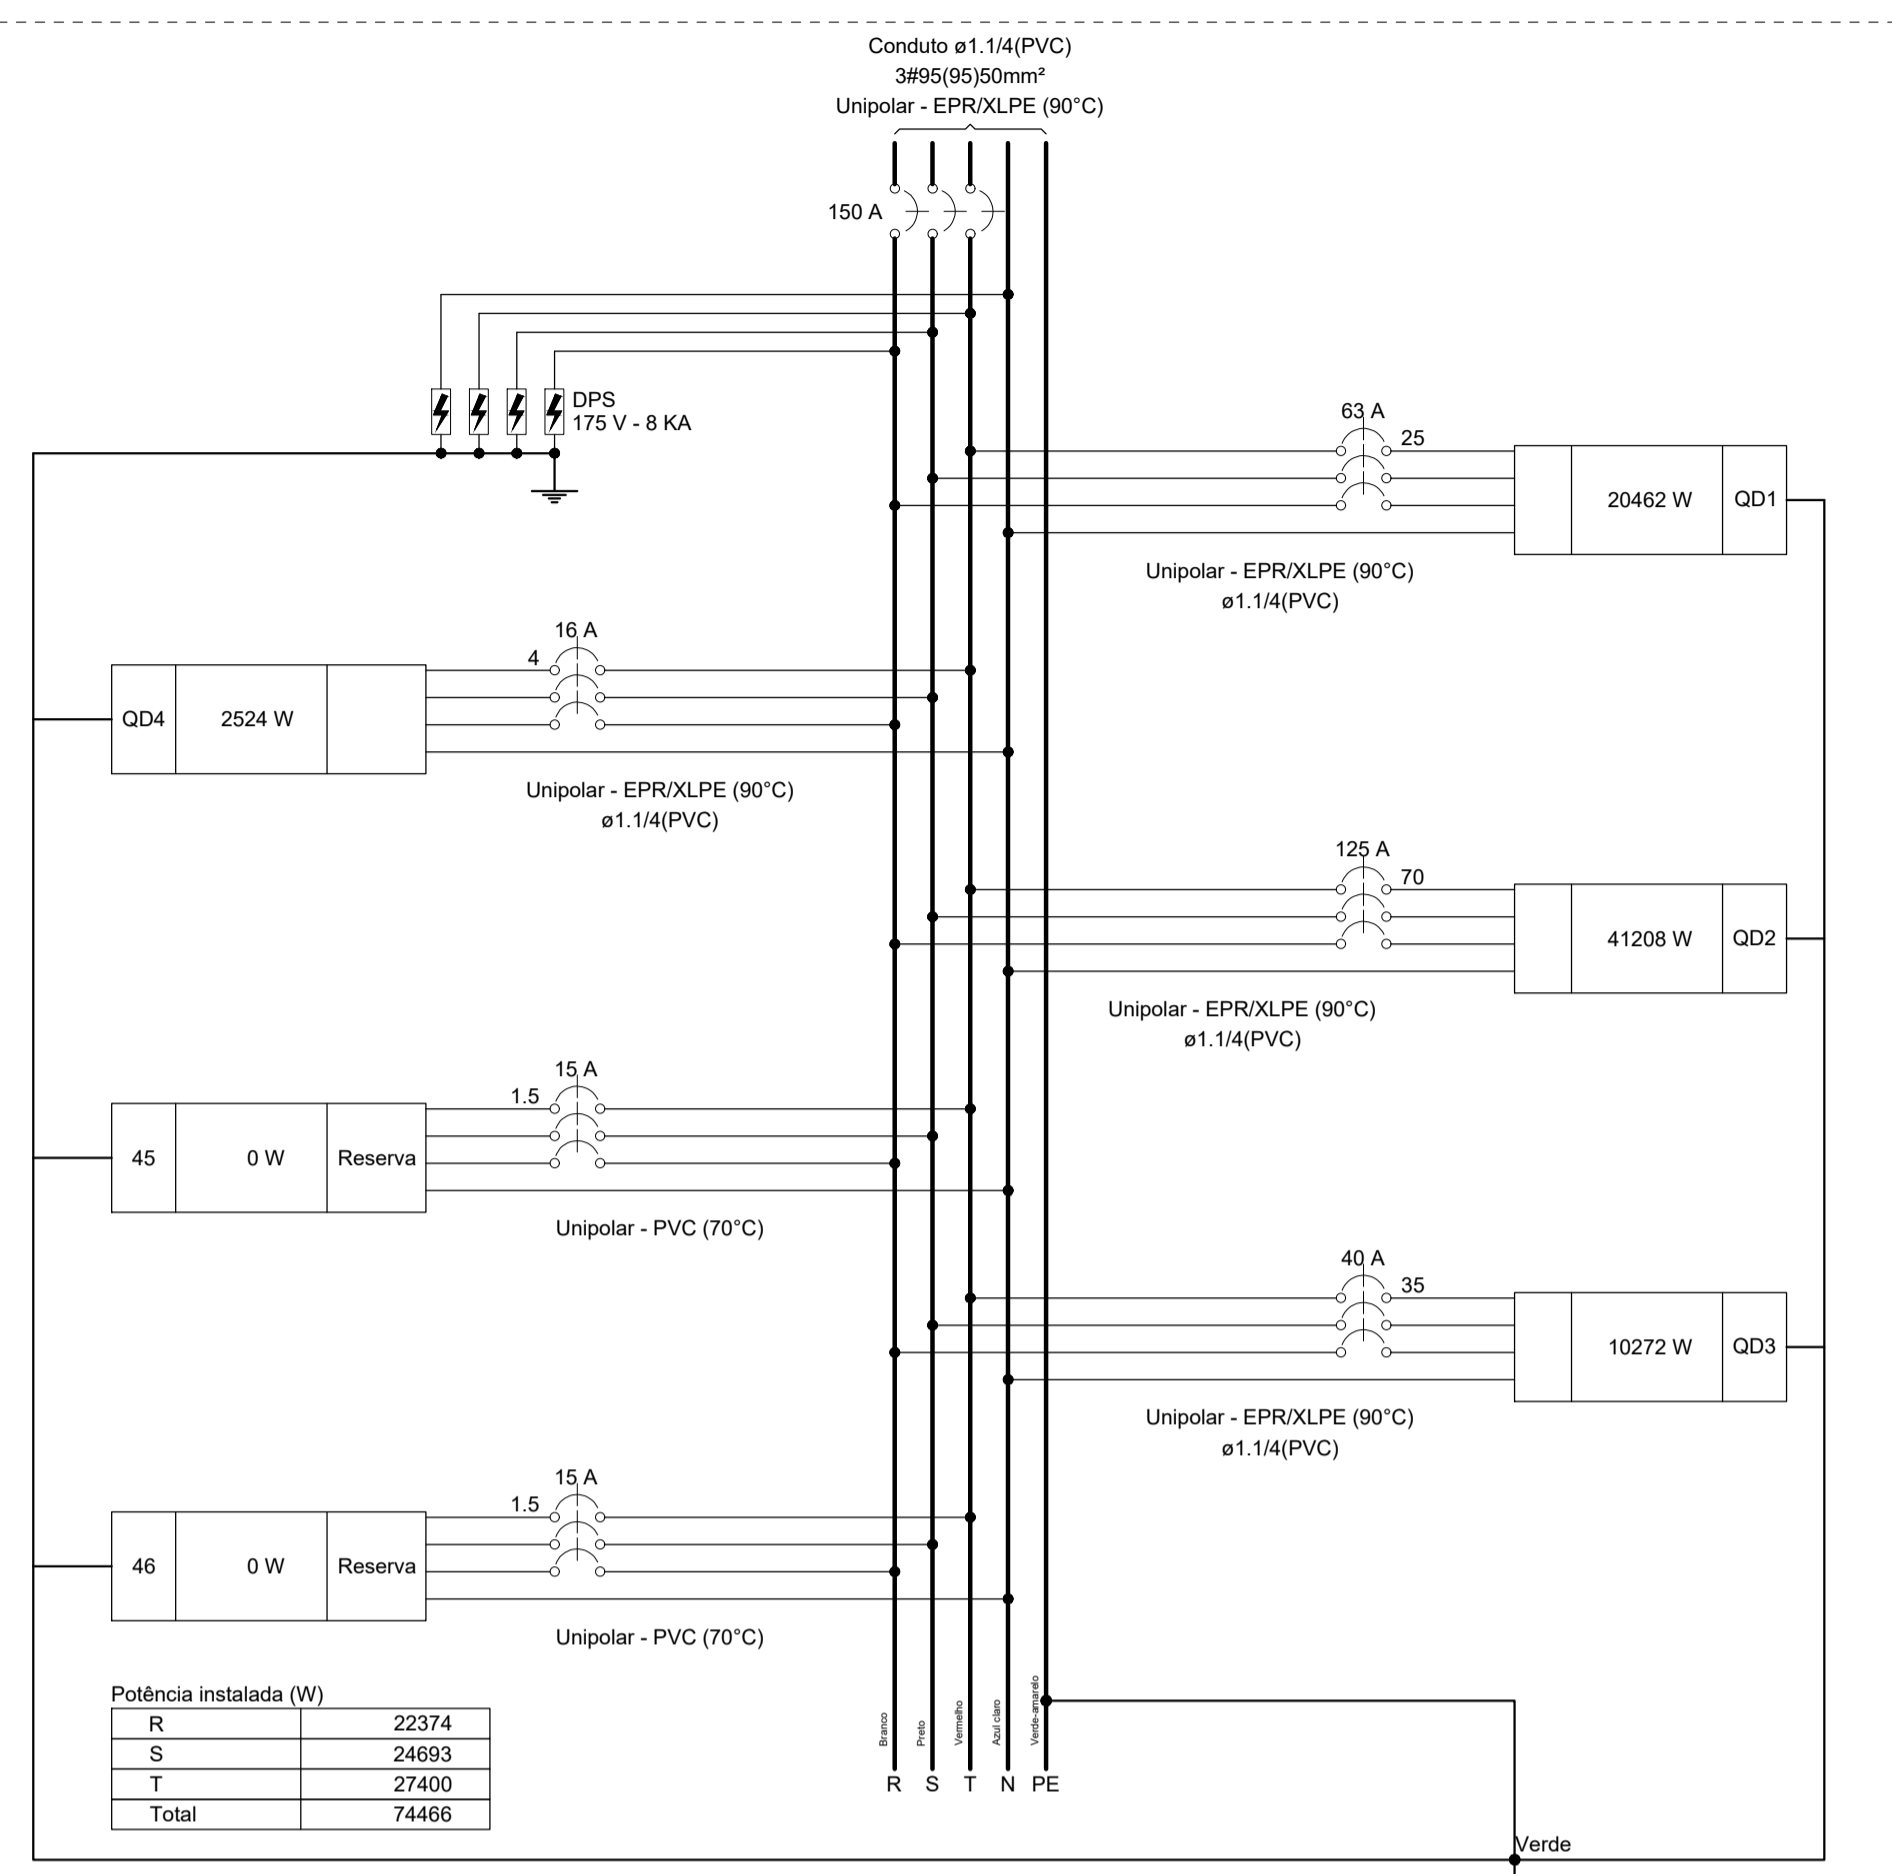 Conduto ø1.1/4(PVC)
3#95(95)50mm²
Unipolar - EPR/XLPE (90°C)
150 A
DPS
175 V - 8 KA
63 A
25
20462 W
QD1
Unipolar - EPR/XLPE (90°C)
ø1.1/4(PVC)
16 A
4
QD4
2524 W
Unipolar - EPR/XLPE (90°C)
ø1.1/4(PVC)
125 A
70
41208 W
QD2
Unipolar - EPR/XLPE (90°C)
ø1.1/4(PVC)
15 A
1.5
45
0 W
Reserva
Unipolar - PVC (70°C)
40 A
35
10272 W
QD3
Unipolar - EPR/XLPE (90°C)
ø1.1/4(PVC)
15 A
1.5
46
0 W
Reserva
Unipolar - PVC (70°C)
Potência instalada (W)
R 22374
S 24693
T 27400
Total 74466
Branco
Preto
Vermelho
Azul claro
Verde-amarelo
R S T N PE
Verde